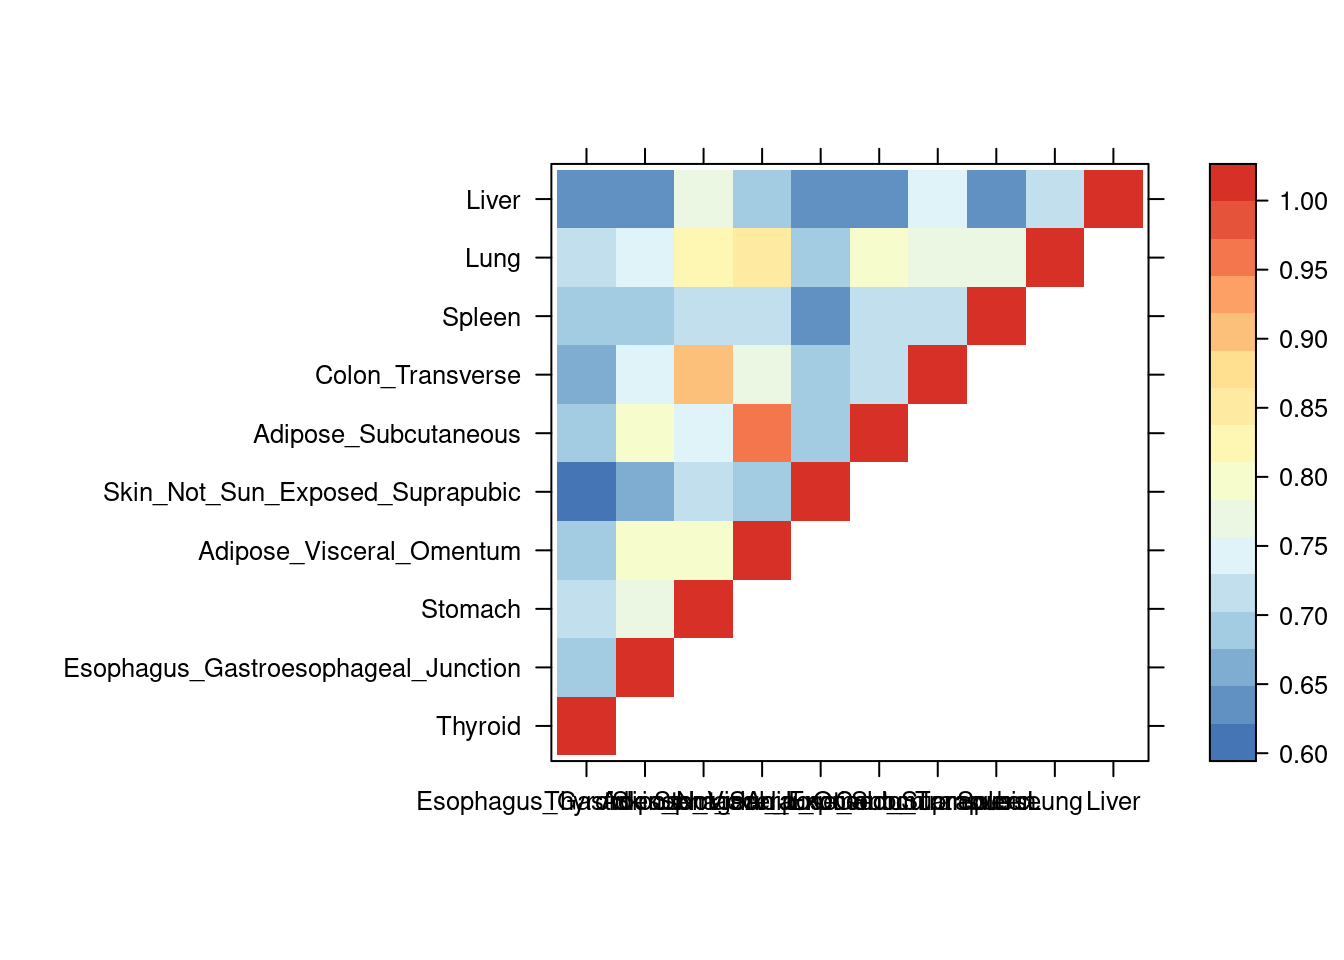 Liver
Lung
Spleen
Colon_Transverse
Adipose_Subcutaneous
Skin_Not_Sun_Exposed_Suprapubic
Adipose_Visceral_Omentum
Stomach
Esophagus_Gastroesophageal_Junction
Thyroid
1.00
0.95
0.90
0.85
0.80
0.75
0.70
0.65
0.60
Lung Liver